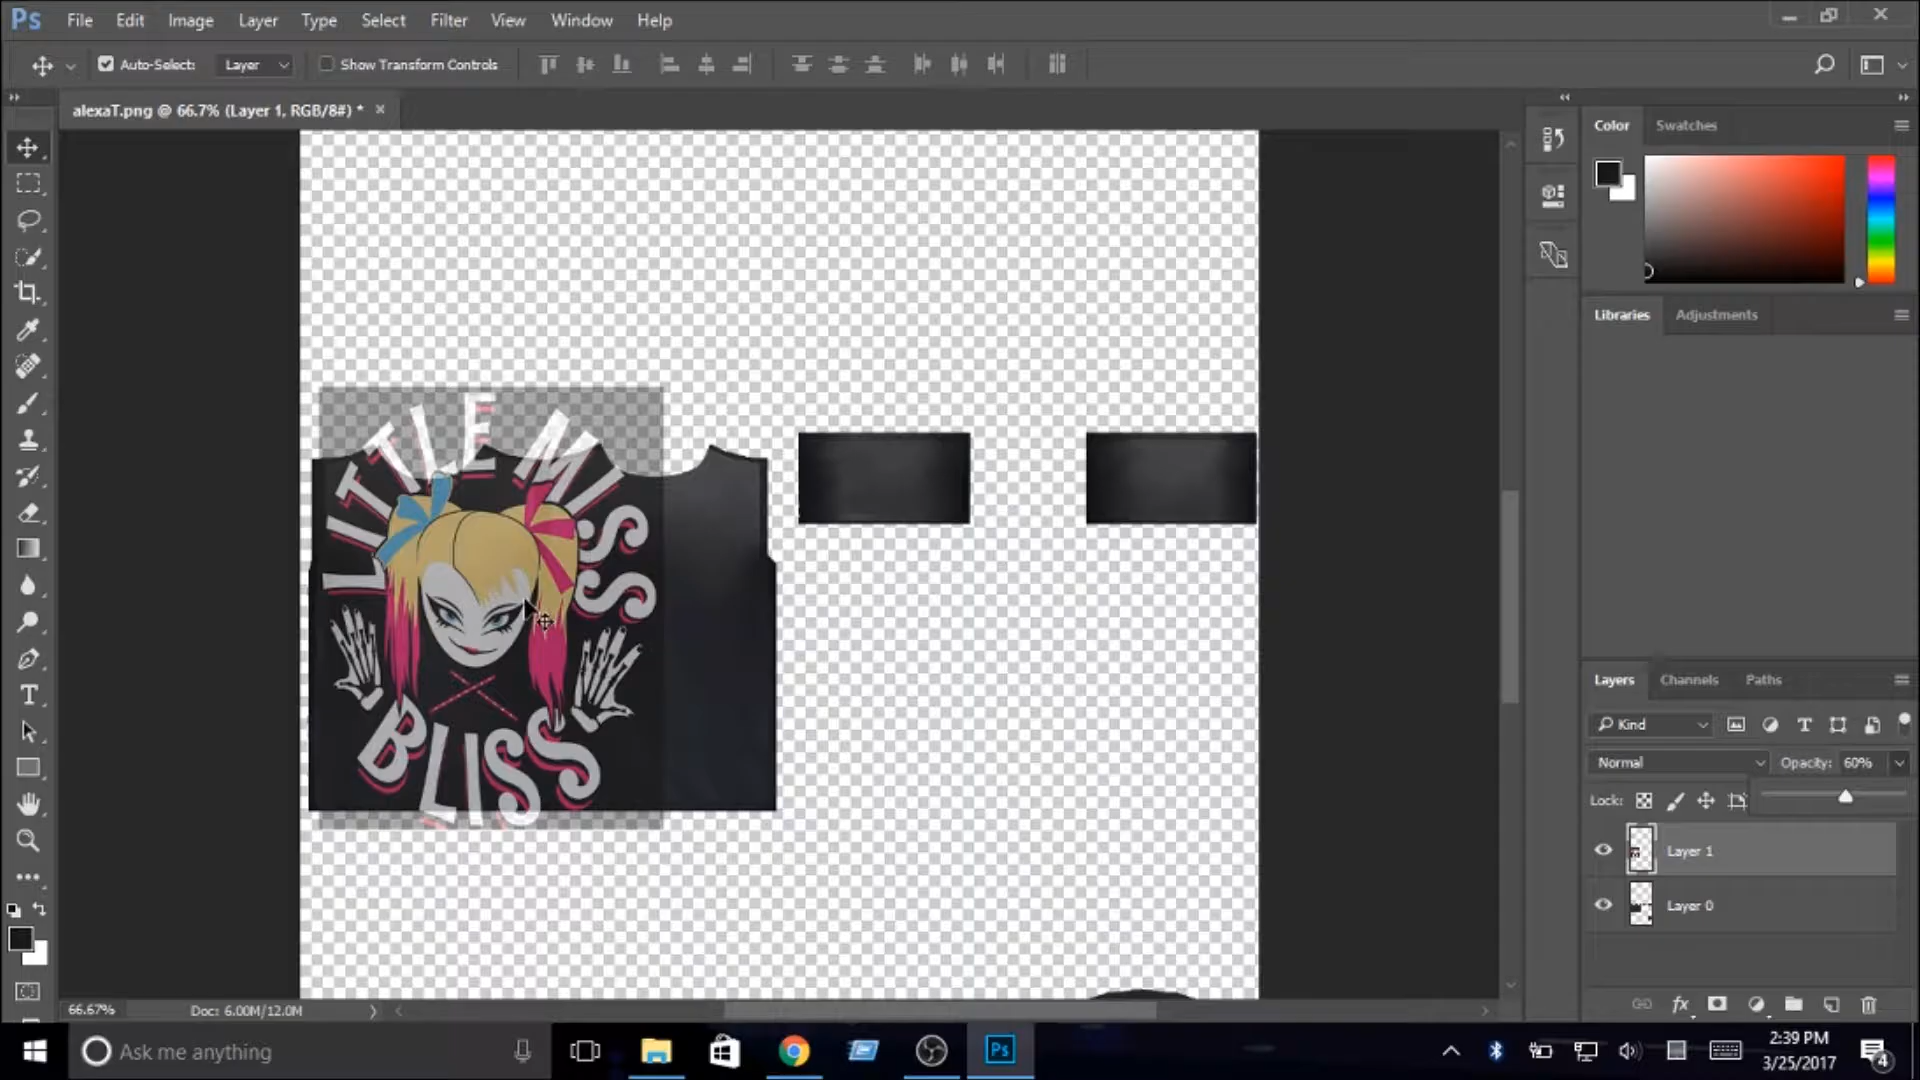 Ps File Edit Image Layer Type Select Filter View Window Help
Auto-Select: Layer Show Transform Controls
alexaT.png @ 66.7% (Layer 1, RGB/8#) *
Color Swatches
Libraries Adjustments
LITTLE MISS
BLISS
Layers Channels Paths
Kind
Normal Opacity: 60%
Lock:
Layer 1
Layer 0
fx
66.67% Doc: 6.00M/12.0M
Ask me anything
Ps
2:39 PM
3/25/2017
4